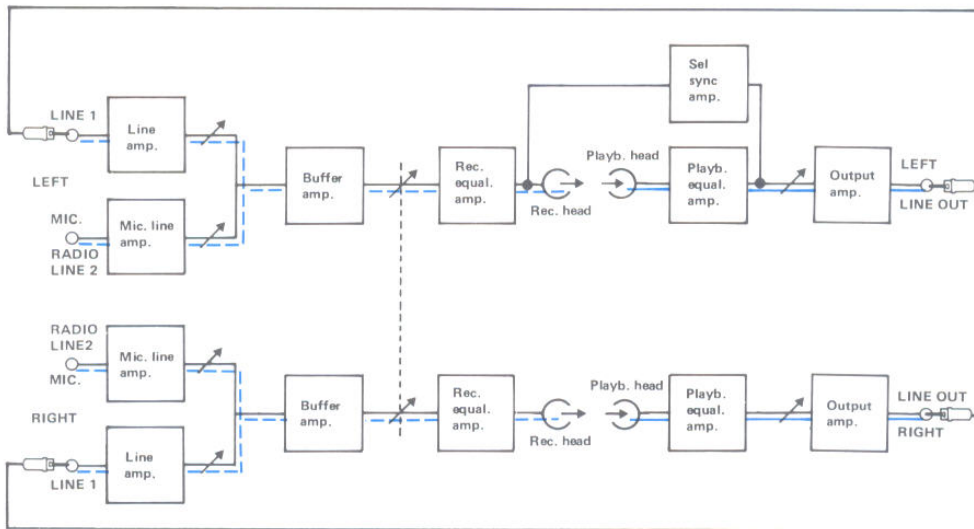 Sel
sync
amp.
LINE 1
Line
amp.
LEFT
Buffer
amp.
Rec.
equal.
amp.
Playb. head
Rec. head
Playb.
equal.
amp.
Output
amp.
LEFT
LINE OUT
MIC.
RADIO
LINE 2
Mic. line
amp.
RADIO
LINE2
MIC.
Mic. line
amp.
RIGHT
Buffer
amp.
Rec.
equal.
amp.
Playb. head
Rec. head
Playb.
equal.
amp.
Output
amp.
LINE OUT
RIGHT
LINE 1
Line
amp.